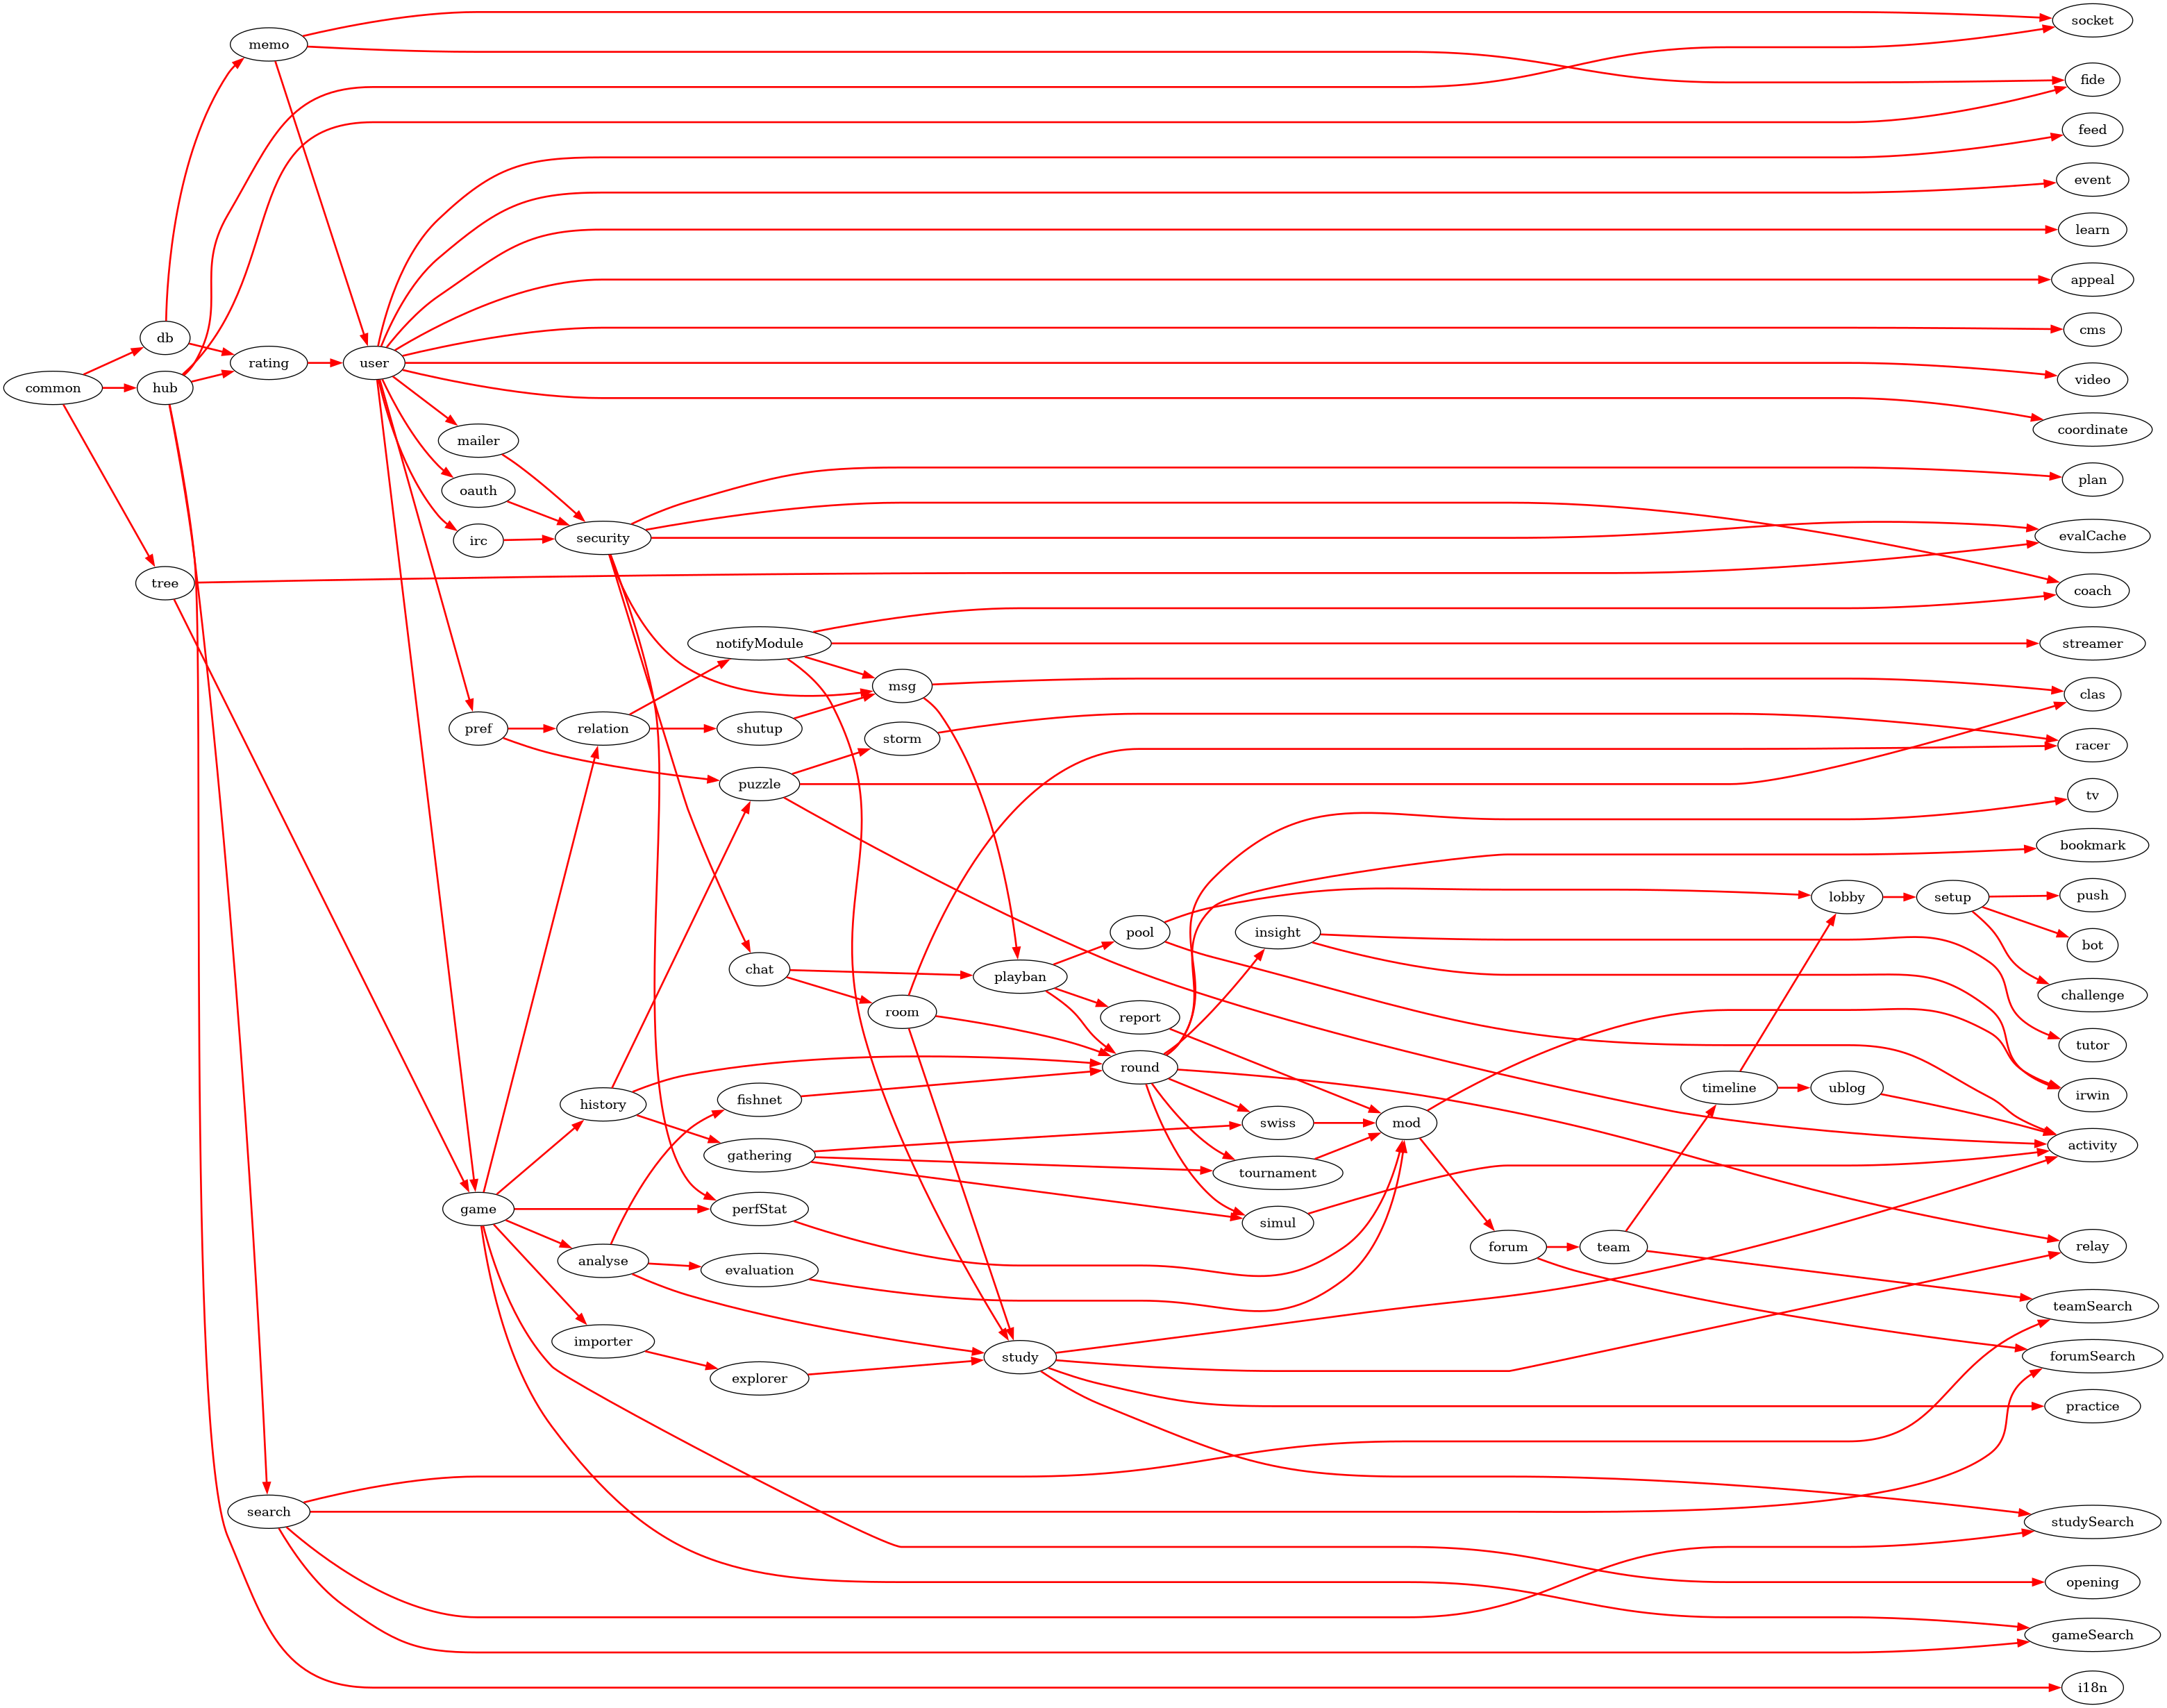 socket
memo
fide
feed
event
learn
appeal
cms
db
rating
user
video
common
hub
coordinate
mailer
plan
oauth
irc
security
evalCache
tree
coach
notifyModule
streamer
msg
clas
pref
relation
shutup
storm
racer
puzzle
tv
bookmark
lobby
setup
push
pool
insight
bot
chat
playban
challenge
room
report
tutor
round
timeline
ublog
irwin
history
fishnet
swiss
mod
gathering
activity
tournament
game
perfStat
simul
forum
team
relay
analyse
evaluation
teamSearch
importer
study
forumSearch
explorer
practice
search
studySearch
opening
gameSearch
i18n